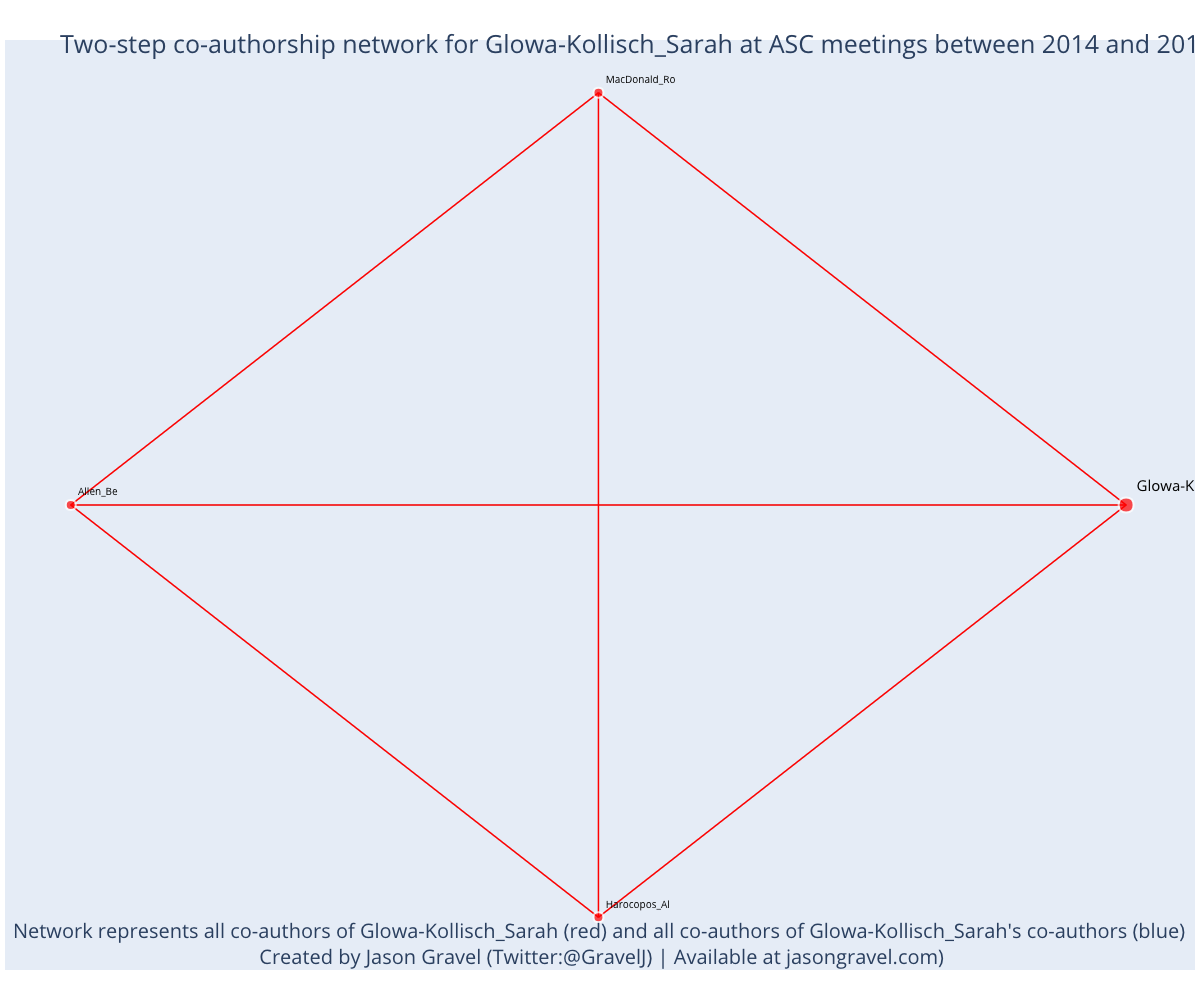 Two-step co-authorship network for Glowa-Kollisch_Sarah at ASC meetings between 2014 and 201
MacDonald_Ro
Allen_Be
Glowa-K
Harocopos_Al
Network represents all co-authors of Glowa-Kollisch_Sarah (red) and all co-authors of Glowa-Kollisch_Sarah's co-authors (blue)
Created by Jason Gravel (Twitter:@GravelJ) | Available at jasongravel.com)